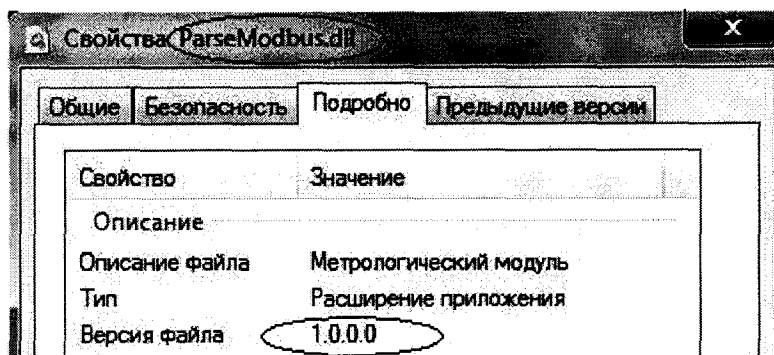 Свойства: ParseModbus.dll
Общие Безопасность Подробно Предыдущие версии
Свойство Значение
Описание
Описание файла Метрологический модуль
Тип Расширение приложения
Версия файла 1.0.0.0